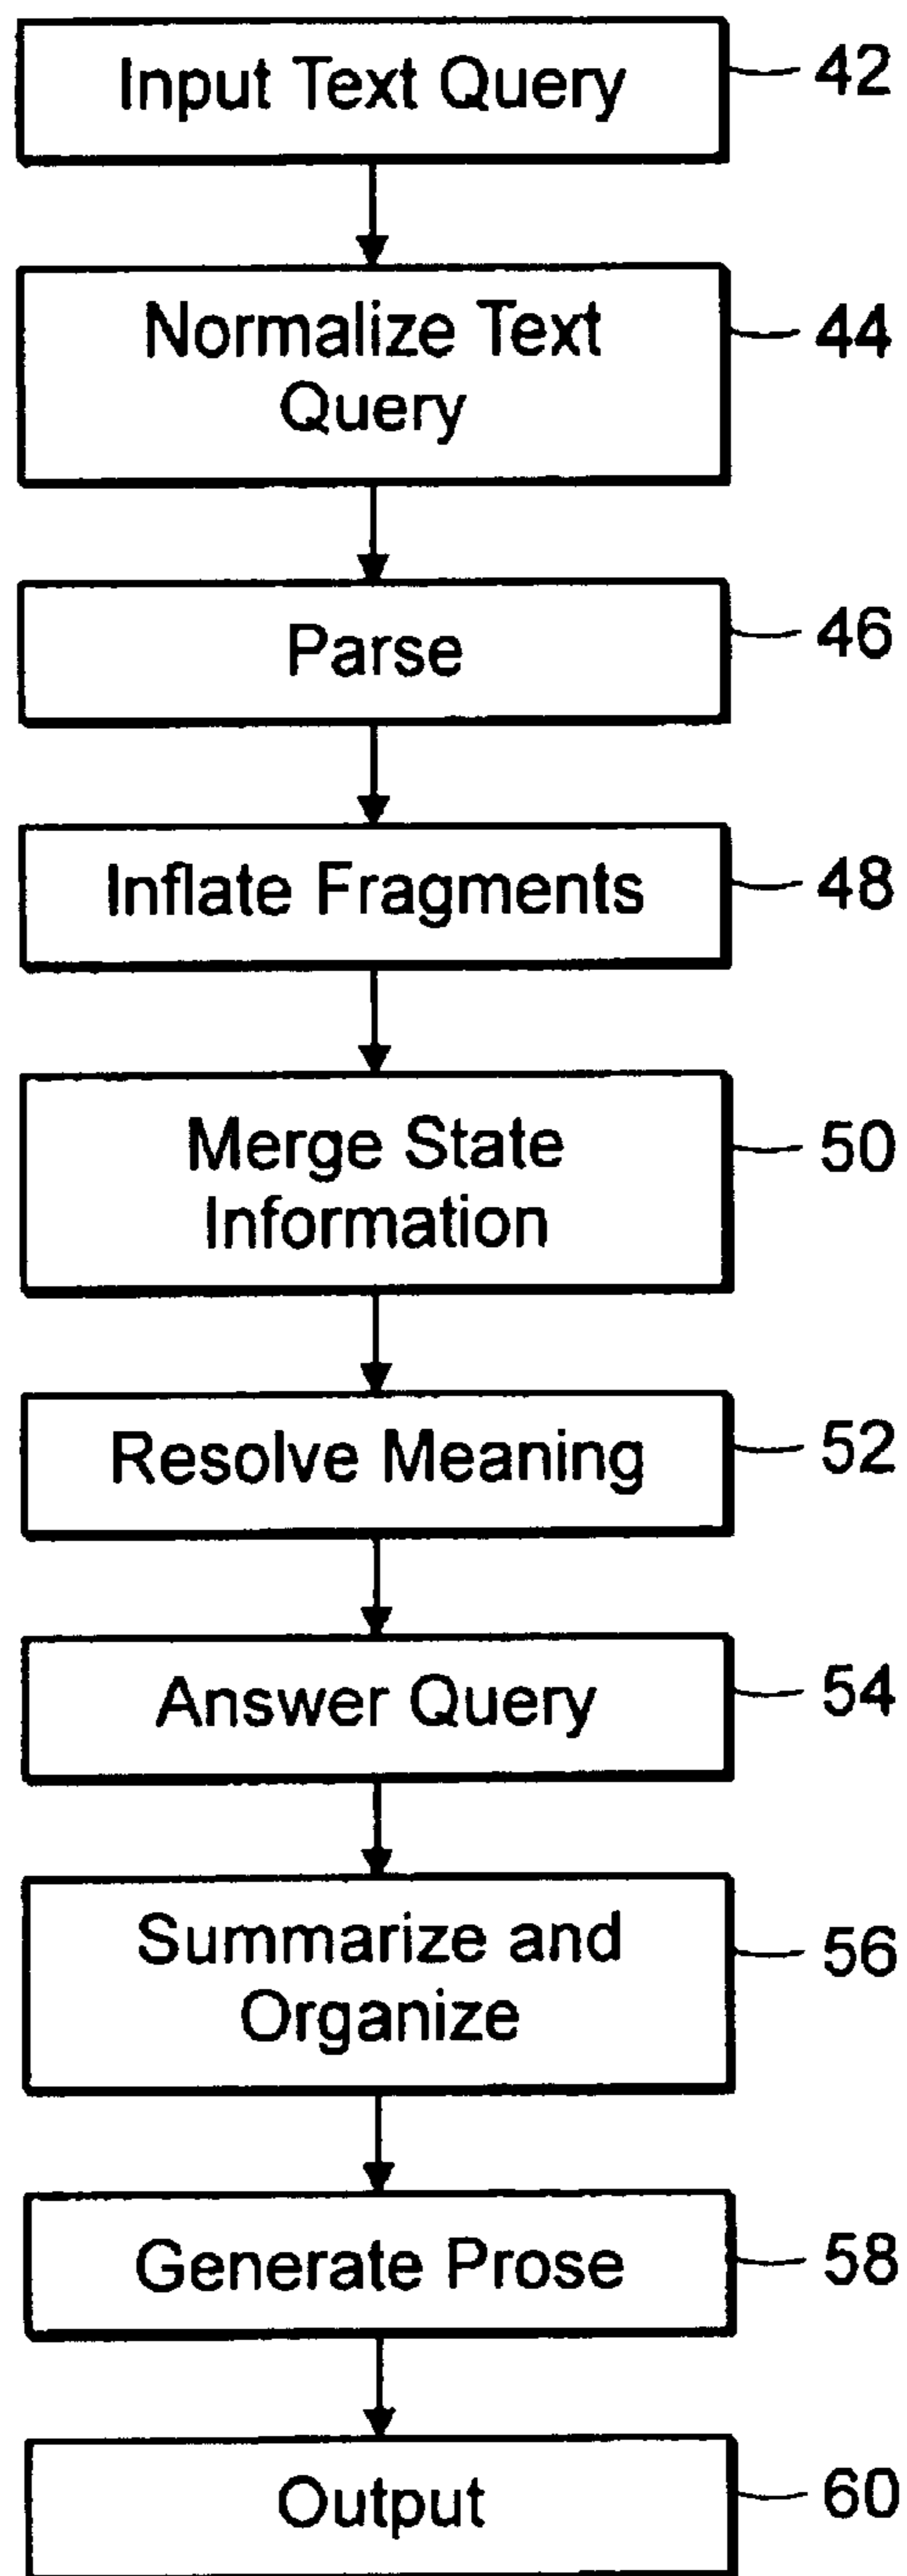 Input Text Query
42
Normalize Text
Query
44
Parse
46
Inflate Fragments
48
Merge State
Information
50
Resolve Meaning
52
Answer Query
54
Summarize and
Organize
56
Generate Prose
58
Output
60